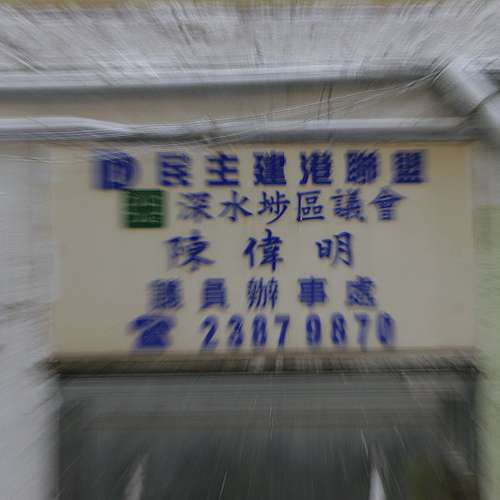 民主建港聯盟
深水埗區議會
陳偉明
議員辦事處
☎ 23879870